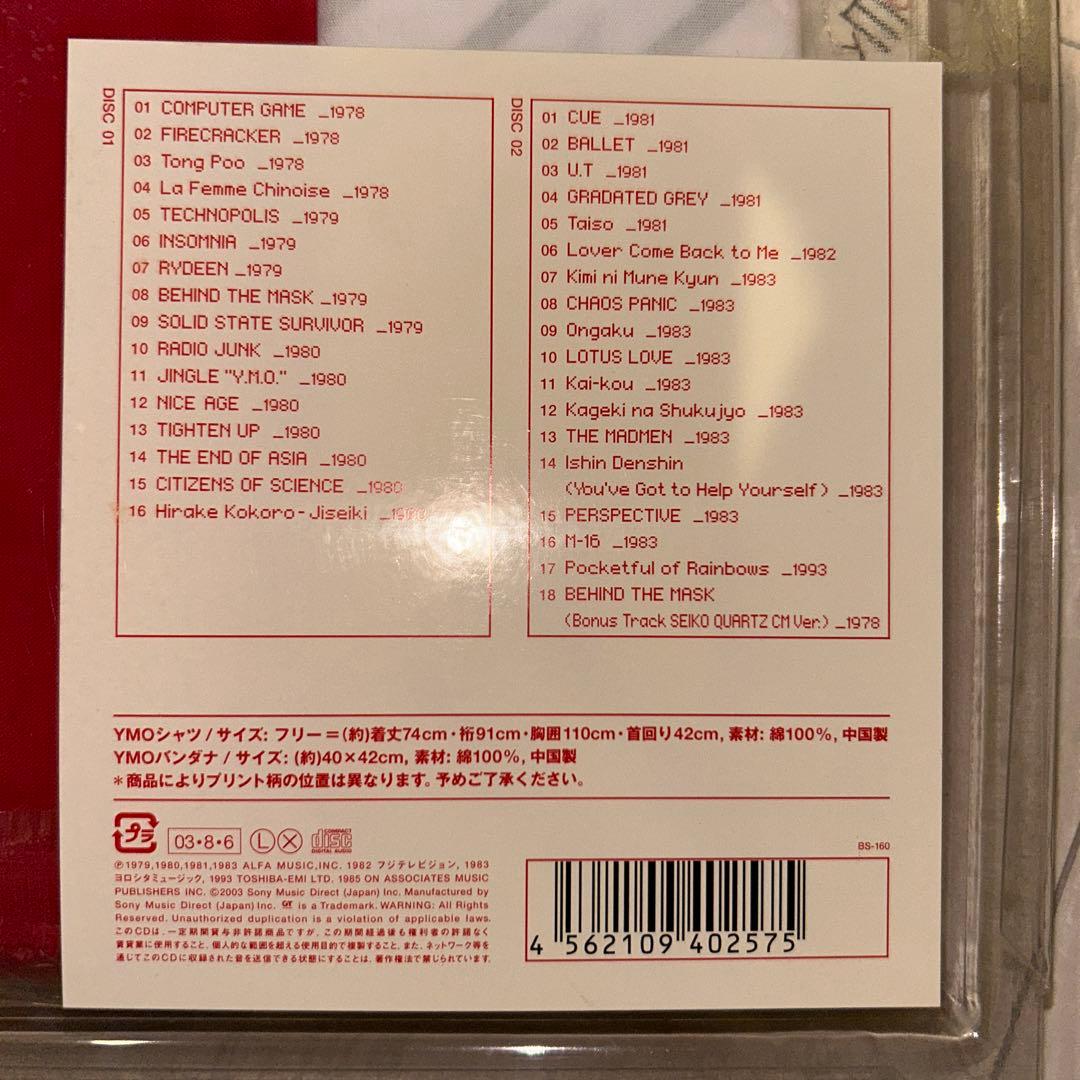 DISC 01
01 COMPUTER GAME _1978
02 FIRECRACKER _1978
03 Tong Poo _1978
04 La Femme Chinoise _1978
05 TECHNOPOLIS _1979
06 INSOMNIA _1979
07 RYDEEN _1979
08 BEHIND THE MASK _1979
09 SOLID STATE SURVIVOR _1979
10 RADIO JUNK _1980
11 JINGLE "Y.M.O." _1980
12 NICE AGE _1980
13 TIGHTEN UP _1980
14 THE END OF ASIA _1980
15 CITIZENS OF SCIENCE _1980
16 Hirake Kokoro-Jiseiki
DISC 02
01 CUE _1981
02 BALLET _1981
03 U.T _1981
04 GRADATED GREY _1981
05 Taiso _1981
06 Lover Come Back to Me _1982
07 Kimi ni Mune Kyun _1983
08 CHAOS PANIC _1983
09 Ongaku _1983
10 LOTUS LOVE _1983
11 Kai-kou _1983
12 Kageki na Shukujyo _1983
13 THE MADMEN _1983
14 Ishin Denshin
(You've Got to Help Yourself) _1983
15 PERSPECTIVE _1983
16 M-16 _1983
17 Pocketful of Rainbows _1993
18 BEHIND THE MASK
(Bonus Track SEIKO QUARTZ CM Ver.) _1978
YMOシャツ / サイズ: フリー＝(約)着丈74cm・裄91cm・胸囲110cm・首回り42cm, 素材: 綿100%, 中国製
YMOバンダナ / サイズ: (約)40×42cm, 素材: 綿100%, 中国製
＊商品によりプリント柄の位置は異なります。予めご了承ください。
プラ
03・8・6
L X
COMPACT disc DIGITAL AUDIO
BS-160
℗1979,1980,1981,1983 ALFA MUSIC,INC. 1982 フジテレビジョン, 1983
ヨロシタミュージック, 1993 TOSHIBA-EMI LTD. 1985 ON ASSOCIATES MUSIC
PUBLISHERS INC. ©2003 Sony Music Direct (Japan) Inc. Manufactured by
Sony Music Direct (Japan) Inc. GT is a Trademark. WARNING: All Rights
Reserved. Unauthorized duplication is a violation of applicable laws.
このCDは、一定期間貸与非許諾商品ですが、この期間経過後も権利者の許諾なく
賃貸業に使用すること、個人的な範囲を超える使用目的で複製すること、また、ネットワーク等を
通じてこのCDに収録された音を送信できる状態にすることは、著作権法で禁じられています。
4 562109 402575